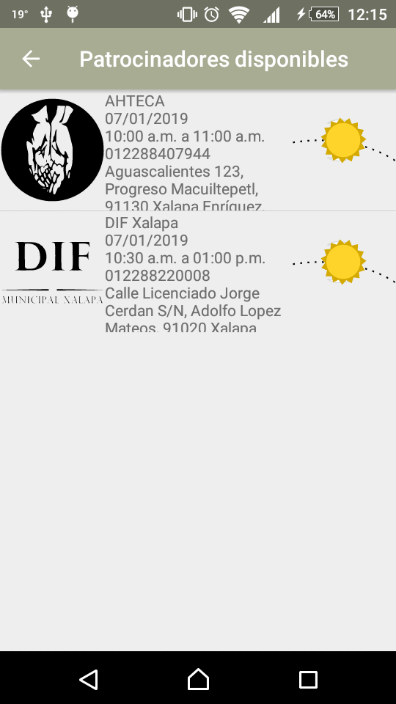 19°
64%
12:15
Patrocinadores disponibles
AHTECA
07/01/2019
10:00 a.m. a 11:00 a.m.
012288407944
Aguascalientes 123,
Progreso Macuiltepetl,
91130 Xalapa Enríquez,
DIF
MUNICIPAL XALAPA
DIF Xalapa
07/01/2019
10:30 a.m. a 01:00 p.m.
012288220008
Calle Licenciado Jorge
Cerdan S/N, Adolfo Lopez
Mateos, 91020 Xalapa